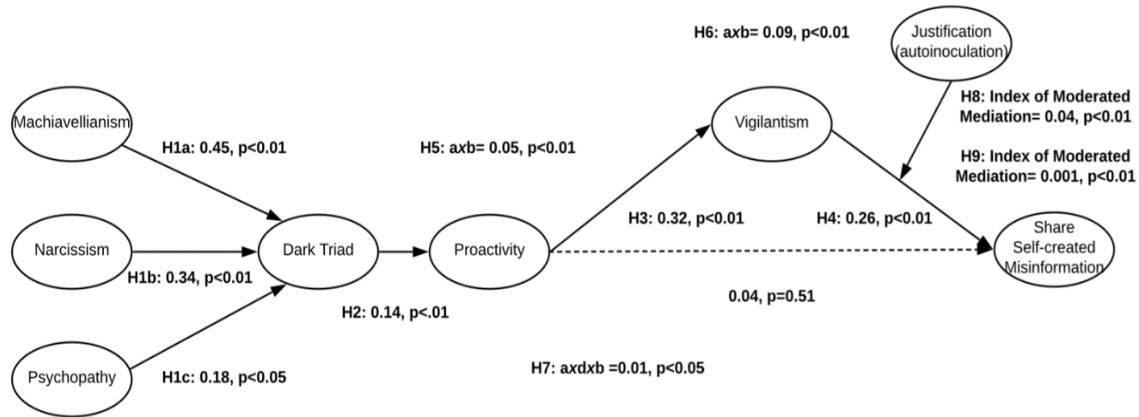 H6: axb= 0.09, p<0.01
Justification
(autoinoculation)
H8: Index of Moderated
Mediation= 0.04, p<0.01
Machiavellianism
Vigilantism
H1a: 0.45, p<0.01
H5: axb= 0.05, p<0.01
H9: Index of Moderated
Mediation= 0.001, p<0.01
H3: 0.32, p<0.01
H4: 0.26, p<0.01
Narcissism
Dark Triad
Proactivity
Share
Self-created
Misinformation
H1b: 0.34, p<0.01
0.04, p=0.51
H2: 0.14, p<.01
Psychopathy
H1c: 0.18, p<0.05
H7: axdxb =0.01, p<0.05